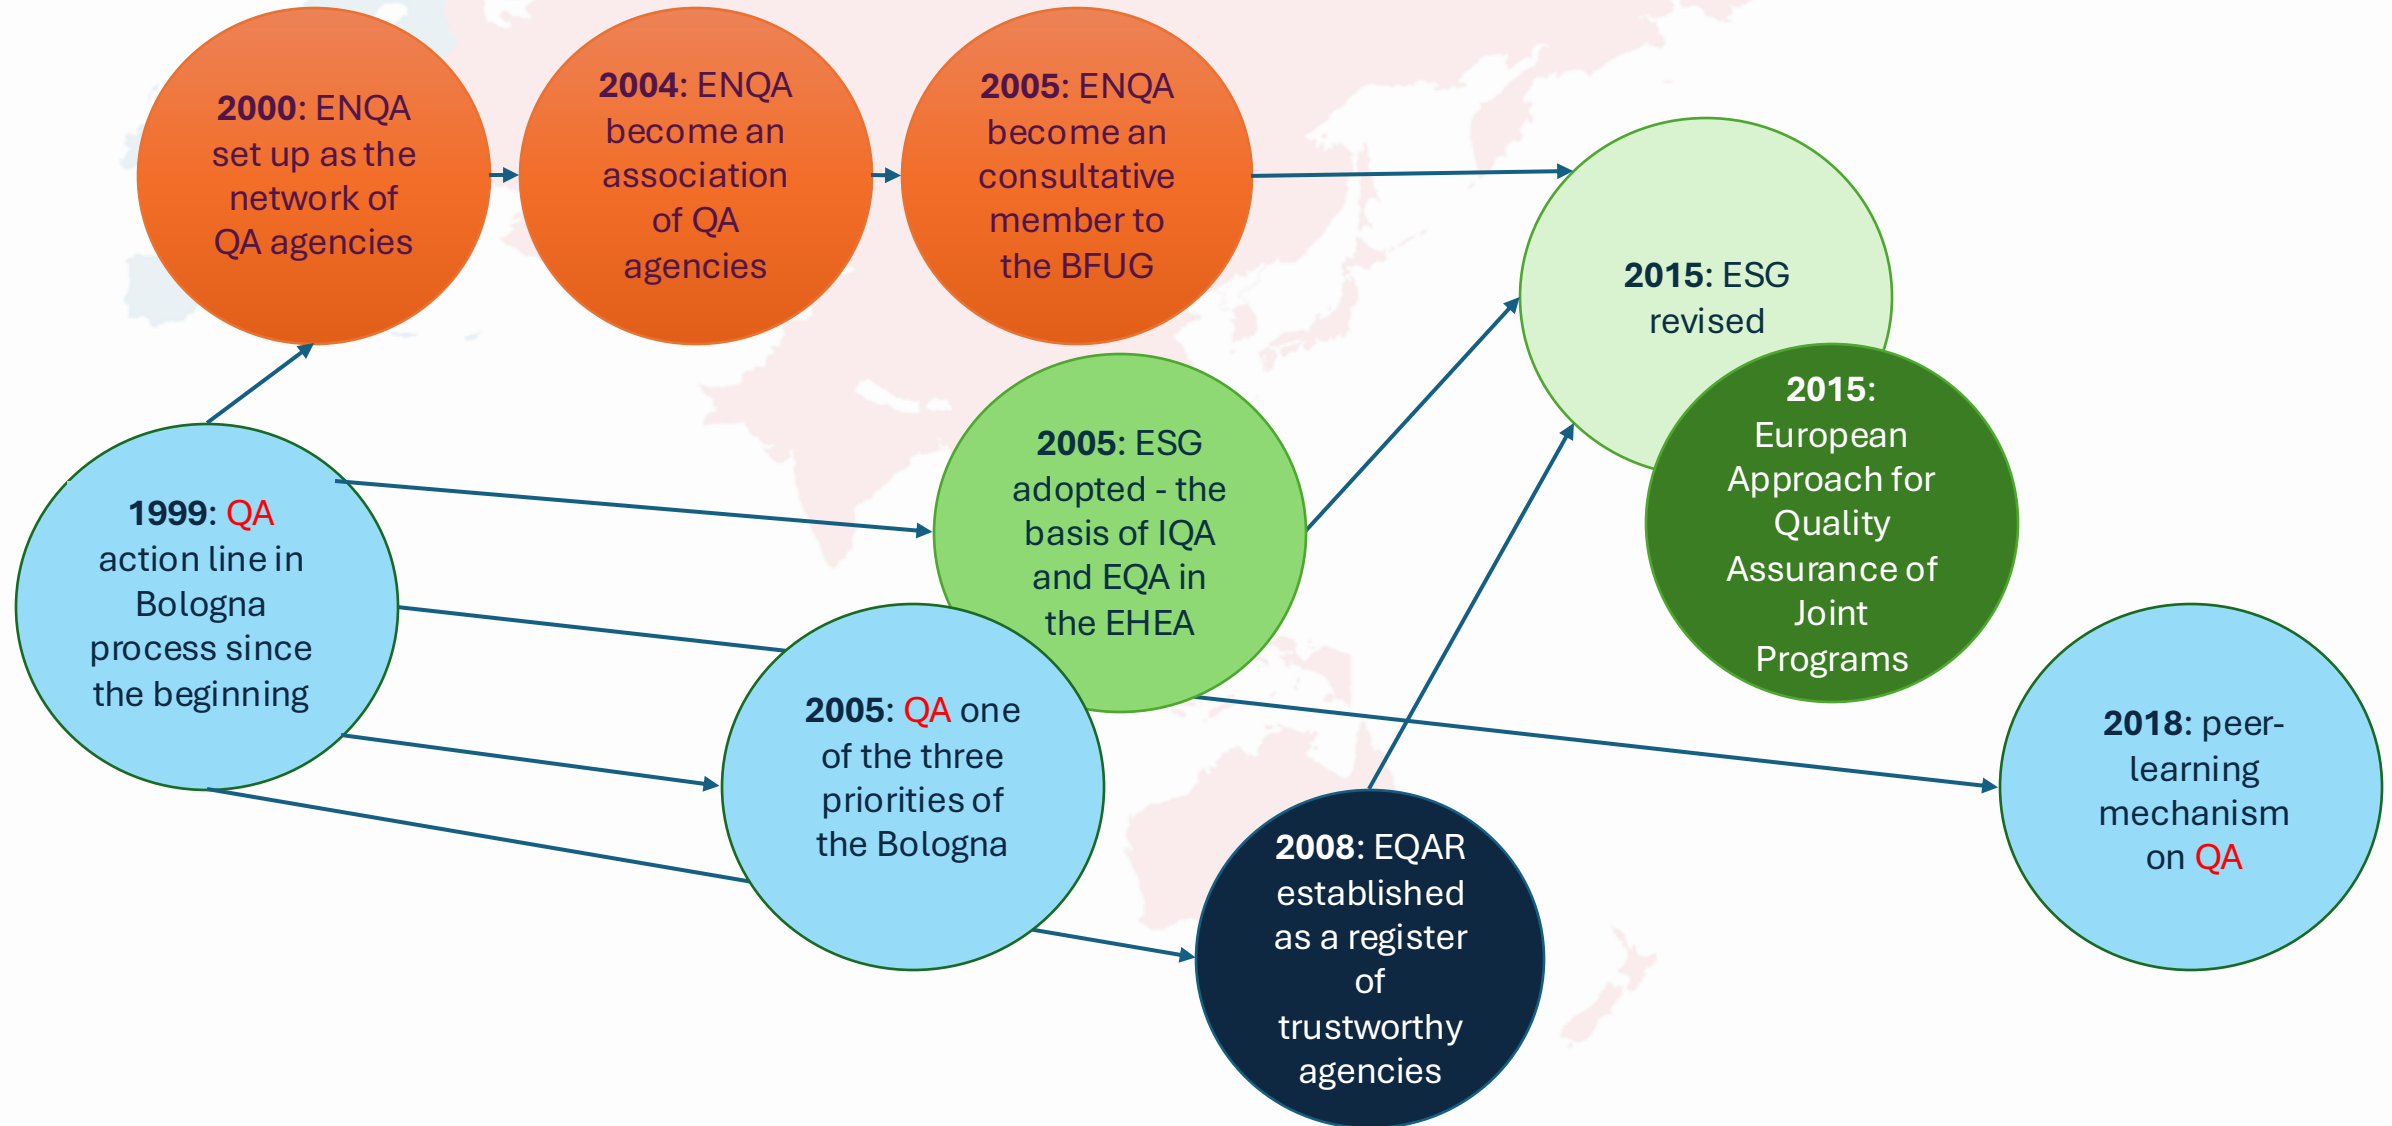 2000: ENQA
set up as the
network of
QA agencies
2004: ENQA
become an
association
of QA
agencies
2005: ENQA
become an
consultative
member to
the BFUG
2015: ESG
revised
2015:
European
Approach for
Quality
Assurance of
Joint
Programs
1999: QA
action line in
Bologna
process since
the beginning
2005: ESG
adopted - the
basis of IQA
and EQA in
the EHEA
2005: QA one
of the three
priorities of
the Bologna
2008: EQAR
established
as a register
of
trustworthy
agencies
2018: peer-
learning
mechanism
on QA